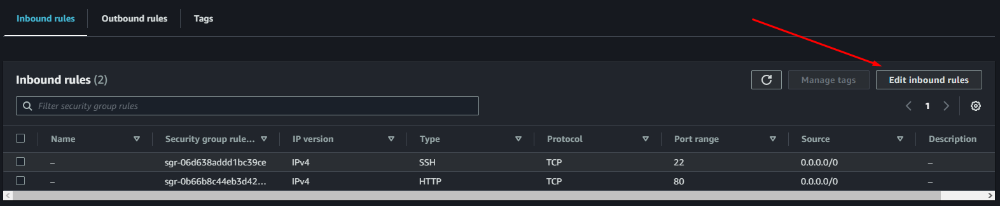 Inbound rules Outbound rules Tags
Inbound rules (2)
Manage tags Edit inbound rules
Filter security group rules
1
Name Security group rule... IP version Type Protocol Port range Source Description
– sgr-06d638addd1bc39ce IPv4 SSH TCP 22 0.0.0.0/0 –
– sgr-0b66b8c44eb3d42... IPv4 HTTP TCP 80 0.0.0.0/0 –